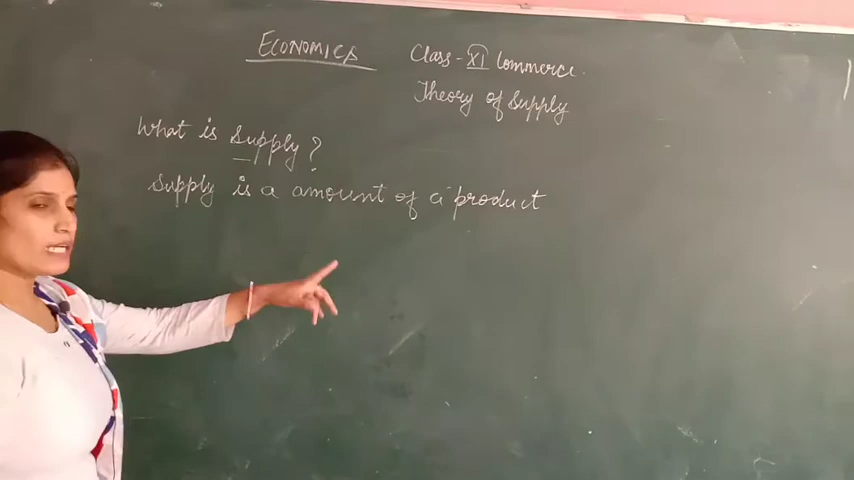 Economics
Class - XI Commerce
Theory of Supply
What is Supply?
Supply is a amount of a product